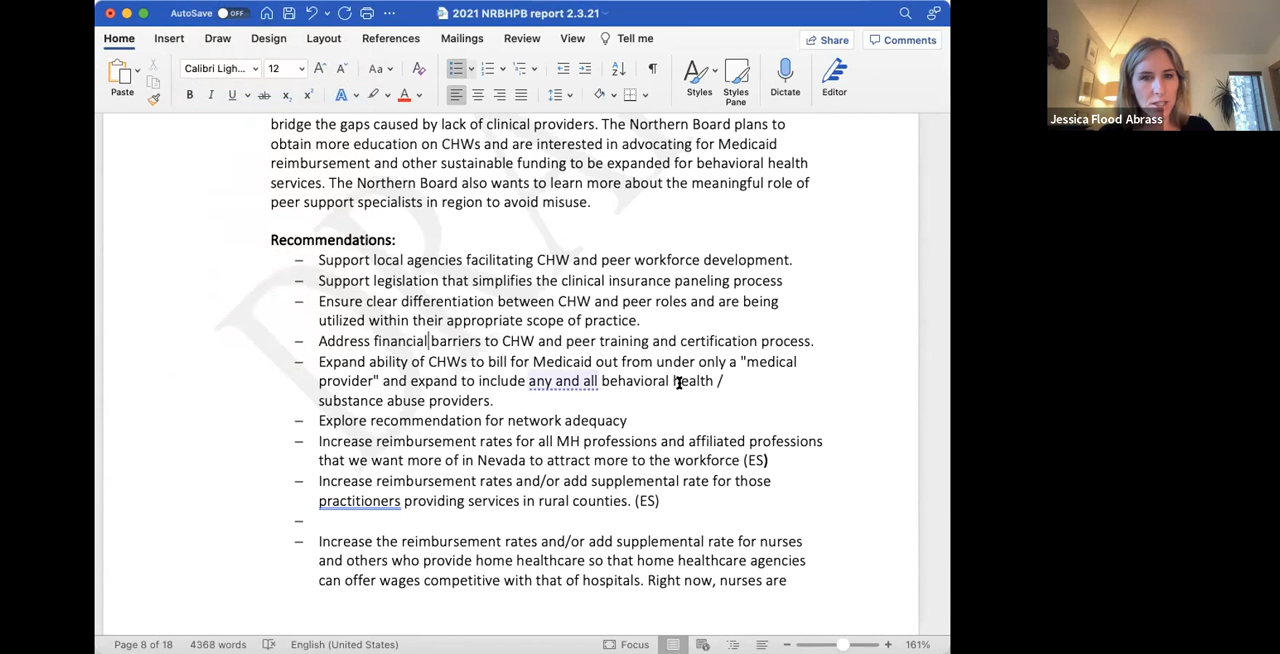 AutoSave OFF 2021 NRBHPB report 2.3.21
Home Insert Draw Design Layout References Mailings Review View Tell me Share Comments
Calibri Ligh... 12
Paste Styles Styles Pane Dictate Editor
bridge the gaps caused by lack of clinical providers. The Northern Board plans to
obtain more education on CHWs and are interested in advocating for Medicaid
reimbursement and other sustainable funding to be expanded for behavioral health
services. The Northern Board also wants to learn more about the meaningful role of
peer support specialists in region to avoid misuse.
Recommendations:
– Support local agencies facilitating CHW and peer workforce development.
– Support legislation that simplifies the clinical insurance paneling process
– Ensure clear differentiation between CHW and peer roles and are being
utilized within their appropriate scope of practice.
– Address financial barriers to CHW and peer training and certification process.
– Expand ability of CHWs to bill for Medicaid out from under only a "medical
provider" and expand to include any and all behavioral health /
substance abuse providers.
– Explore recommendation for network adequacy
– Increase reimbursement rates for all MH professions and affiliated professions
that we want more of in Nevada to attract more to the workforce (ES)
– Increase reimbursement rates and/or add supplemental rate for those
practitioners providing services in rural counties. (ES)
–
– Increase the reimbursement rates and/or add supplemental rate for nurses
and others who provide home healthcare so that home healthcare agencies
can offer wages competitive with that of hospitals. Right now, nurses are
Page 8 of 18 4368 words English (United States) Focus 161%
Jessica Flood Abrass
DRA